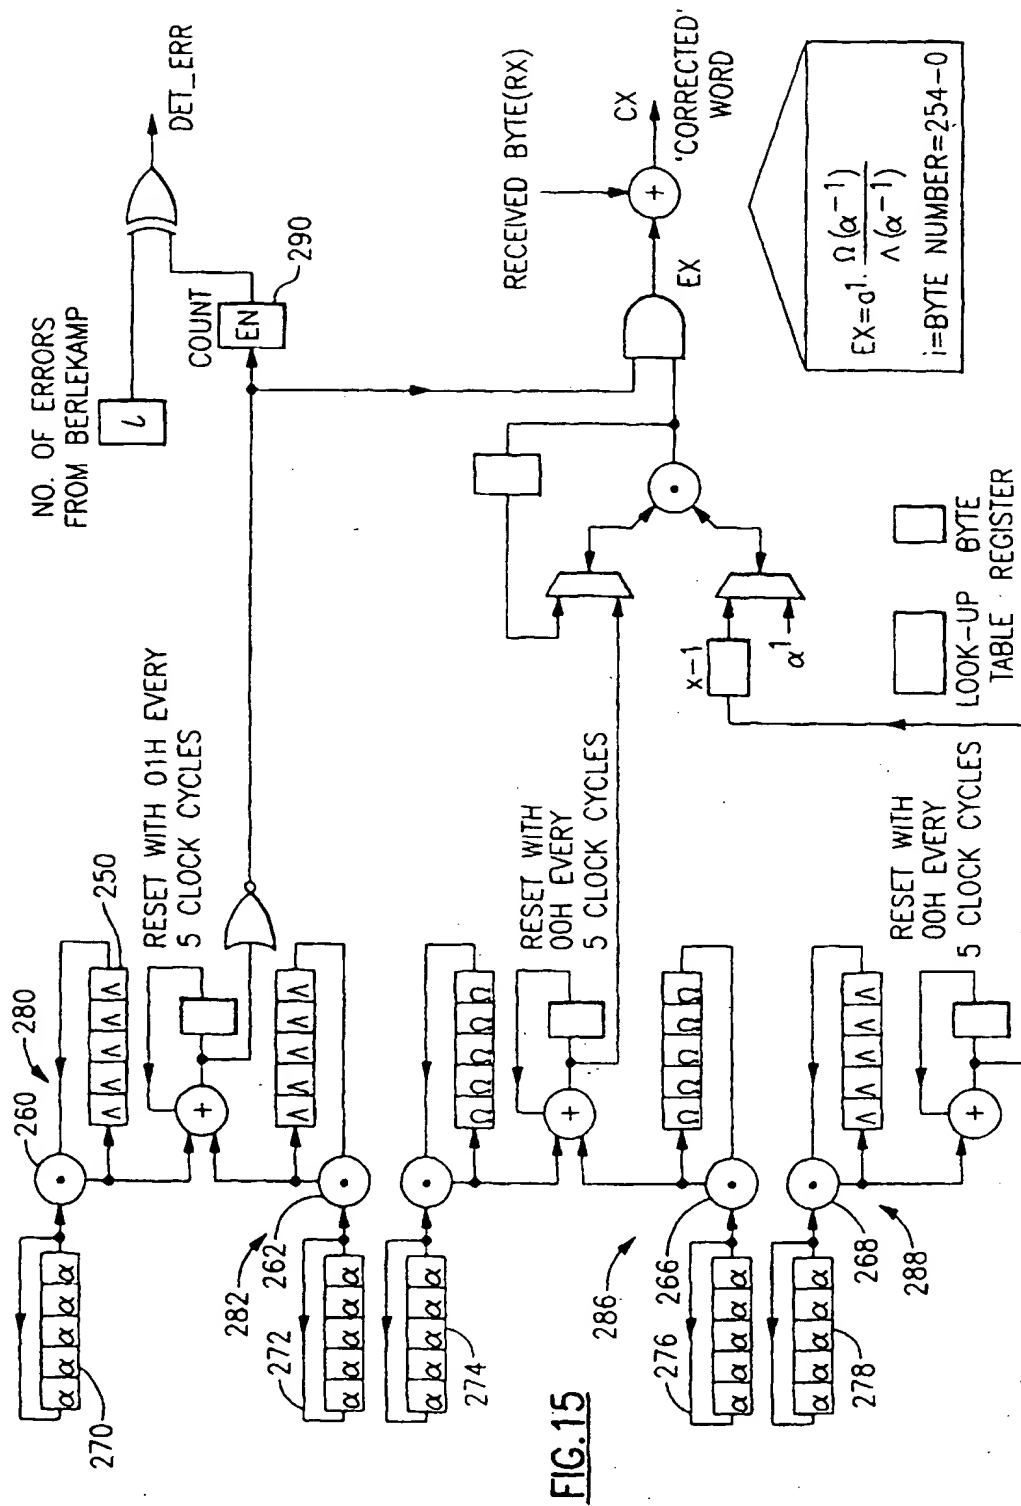 270
α α α α α
260
280
Λ Λ Λ Λ Λ
250
RESET WITH 01H EVERY
5 CLOCK CYCLES
+
Λ Λ Λ Λ Λ
282
262
272
α α α α α
NO. OF ERRORS
FROM BERLEKAMP
l
COUNT
EN
290
DET_ERR
274
α α α α α
Ω Ω Ω Ω Ω
RESET WITH
00H EVERY
5 CLOCK CYCLES
+
Ω Ω Ω Ω Ω
286
266
276
α α α α α
RECEIVED BYTE(RX)
EX
+
CX
'CORRECTED'
WORD
278
α α α α α
268
288
Λ Λ Λ Λ Λ
RESET WITH
00H EVERY
5 CLOCK CYCLES
+
x-1
α¹
LOOK-UP
TABLE
BYTE
REGISTER
EX=a¹. Ω(α⁻¹)
Λ(α⁻¹)
i=BYTE NUMBER=254-0
FIG.15